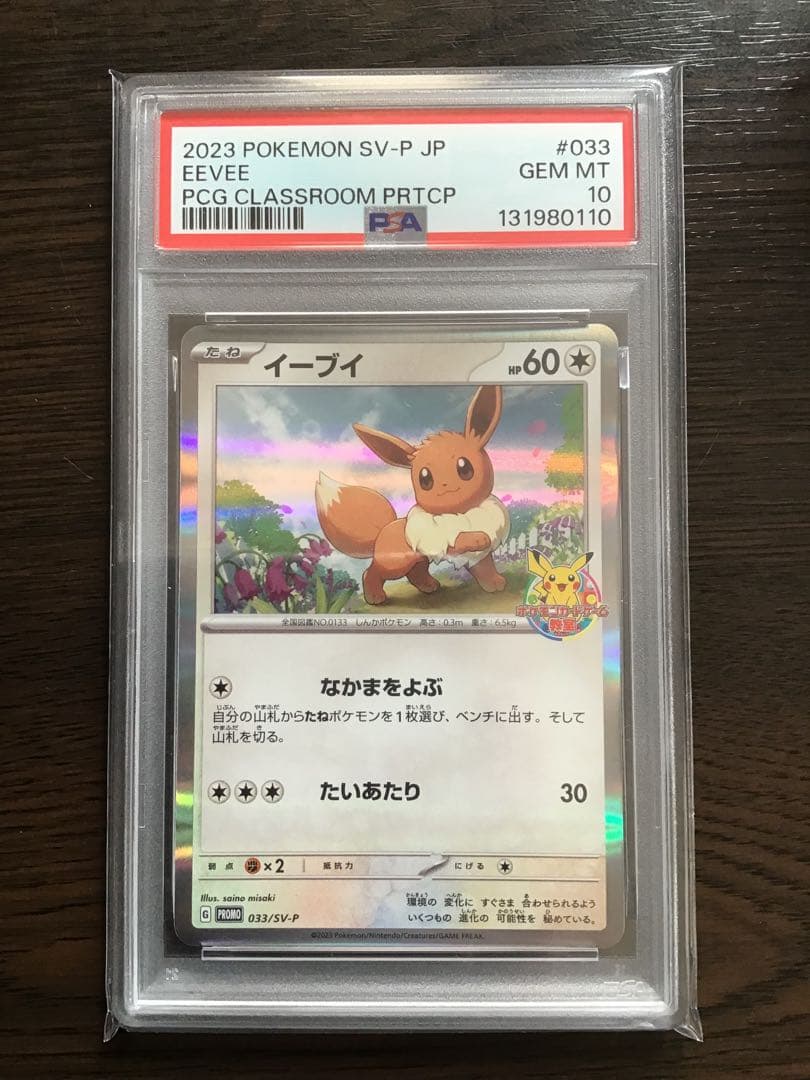 2023 POKEMON SV-P JP #033
EEVEE GEM MT
PCG CLASSROOM PRTCP 10
PSA 131980110
たね イーブイ HP60
ポケモンカードゲーム
教室
全国図鑑NO.0133 しんかポケモン 高さ：0.3m 重さ：6.5kg
なかまをよぶ
自分の山札からたねポケモンを1枚選び、ベンチに出す。そして
山札を切る。
たいあたり 30
弱点 ×2 抵抗力 にげる
Illus. saino misaki
環境の 変化に すぐさま 合わせられるよう
いくつもの 進化の 可能性を 秘めている。
G PROMO 033/SV-P
©2023 Pokémon/Nintendo/Creatures/GAME FREAK.